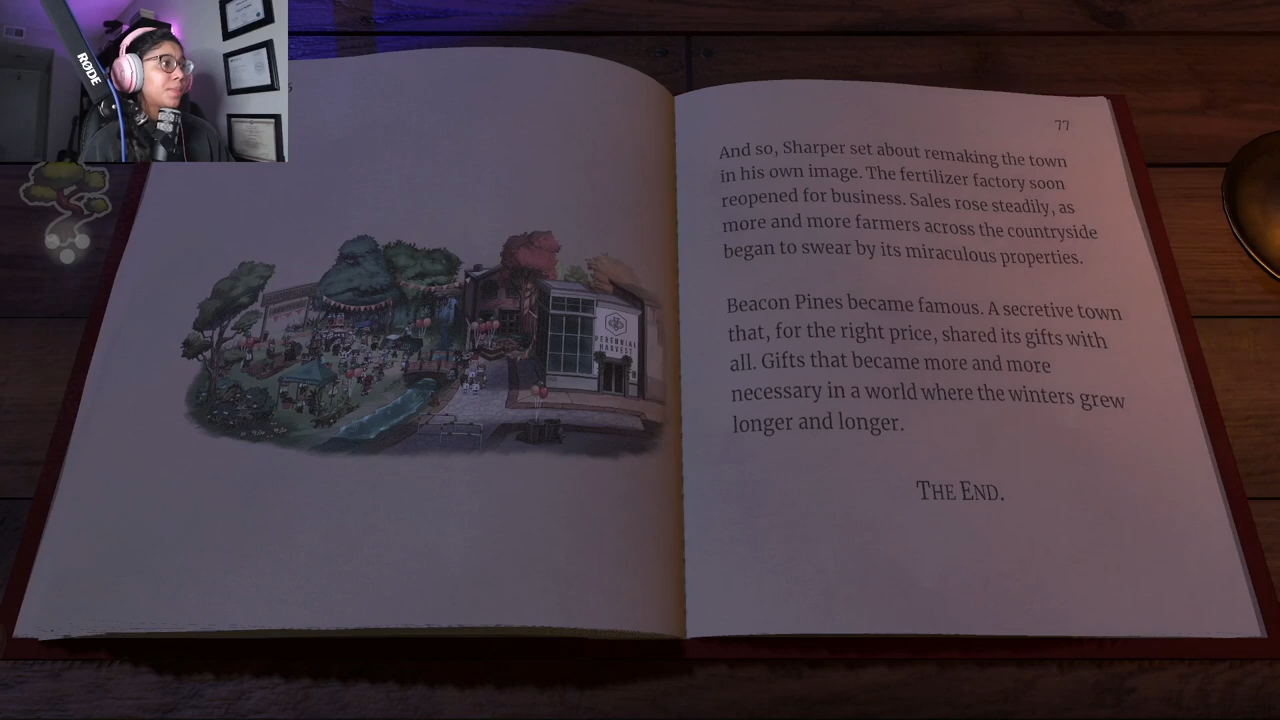 RØDE
77
And so, Sharper set about remaking the town
in his own image. The fertilizer factory soon
reopened for business. Sales rose steadily, as
more and more farmers across the countryside
began to swear by its miraculous properties.
Beacon Pines became famous. A secretive town
that, for the right price, shared its gifts with
all. Gifts that became more and more
necessary in a world where the winters grew
longer and longer.
THE END.
PERENNIAL
HARVEST